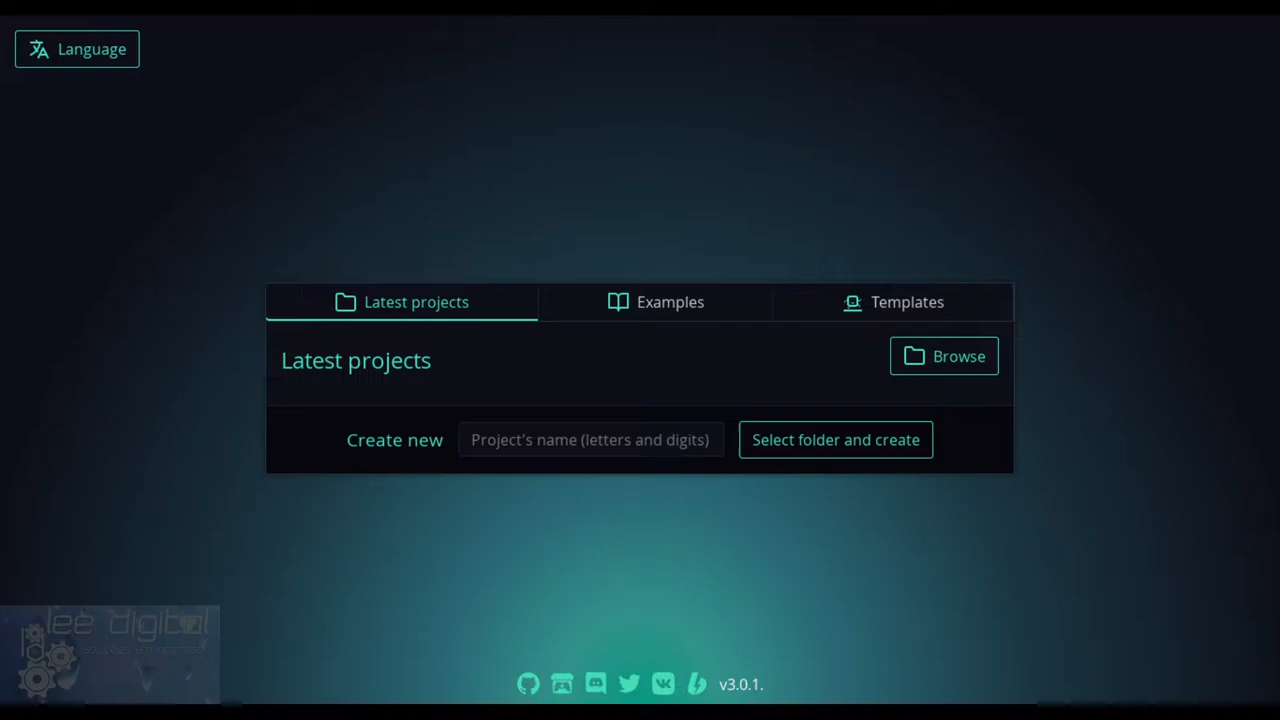 Language
Latest projects
Examples
Templates
Latest projects
Browse
Create new
Project's name (letters and digits)
Select folder and create
lee digital
v3.0.1.